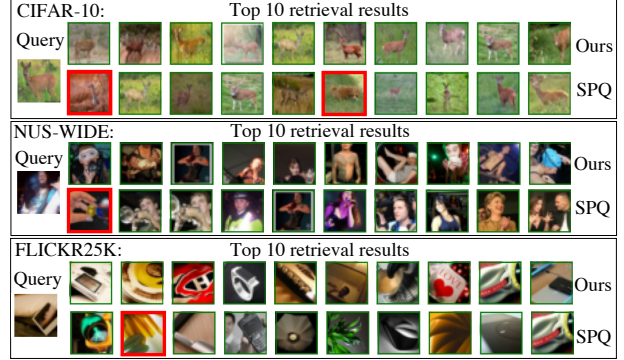 CIFAR-10: Top 10 retrieval results
Query
Ours
SPQ
NUS-WIDE: Top 10 retrieval results
Query
Ours
SPQ
FLICKR25K: Top 10 retrieval results
Query
Ours
SPQ
LOVE